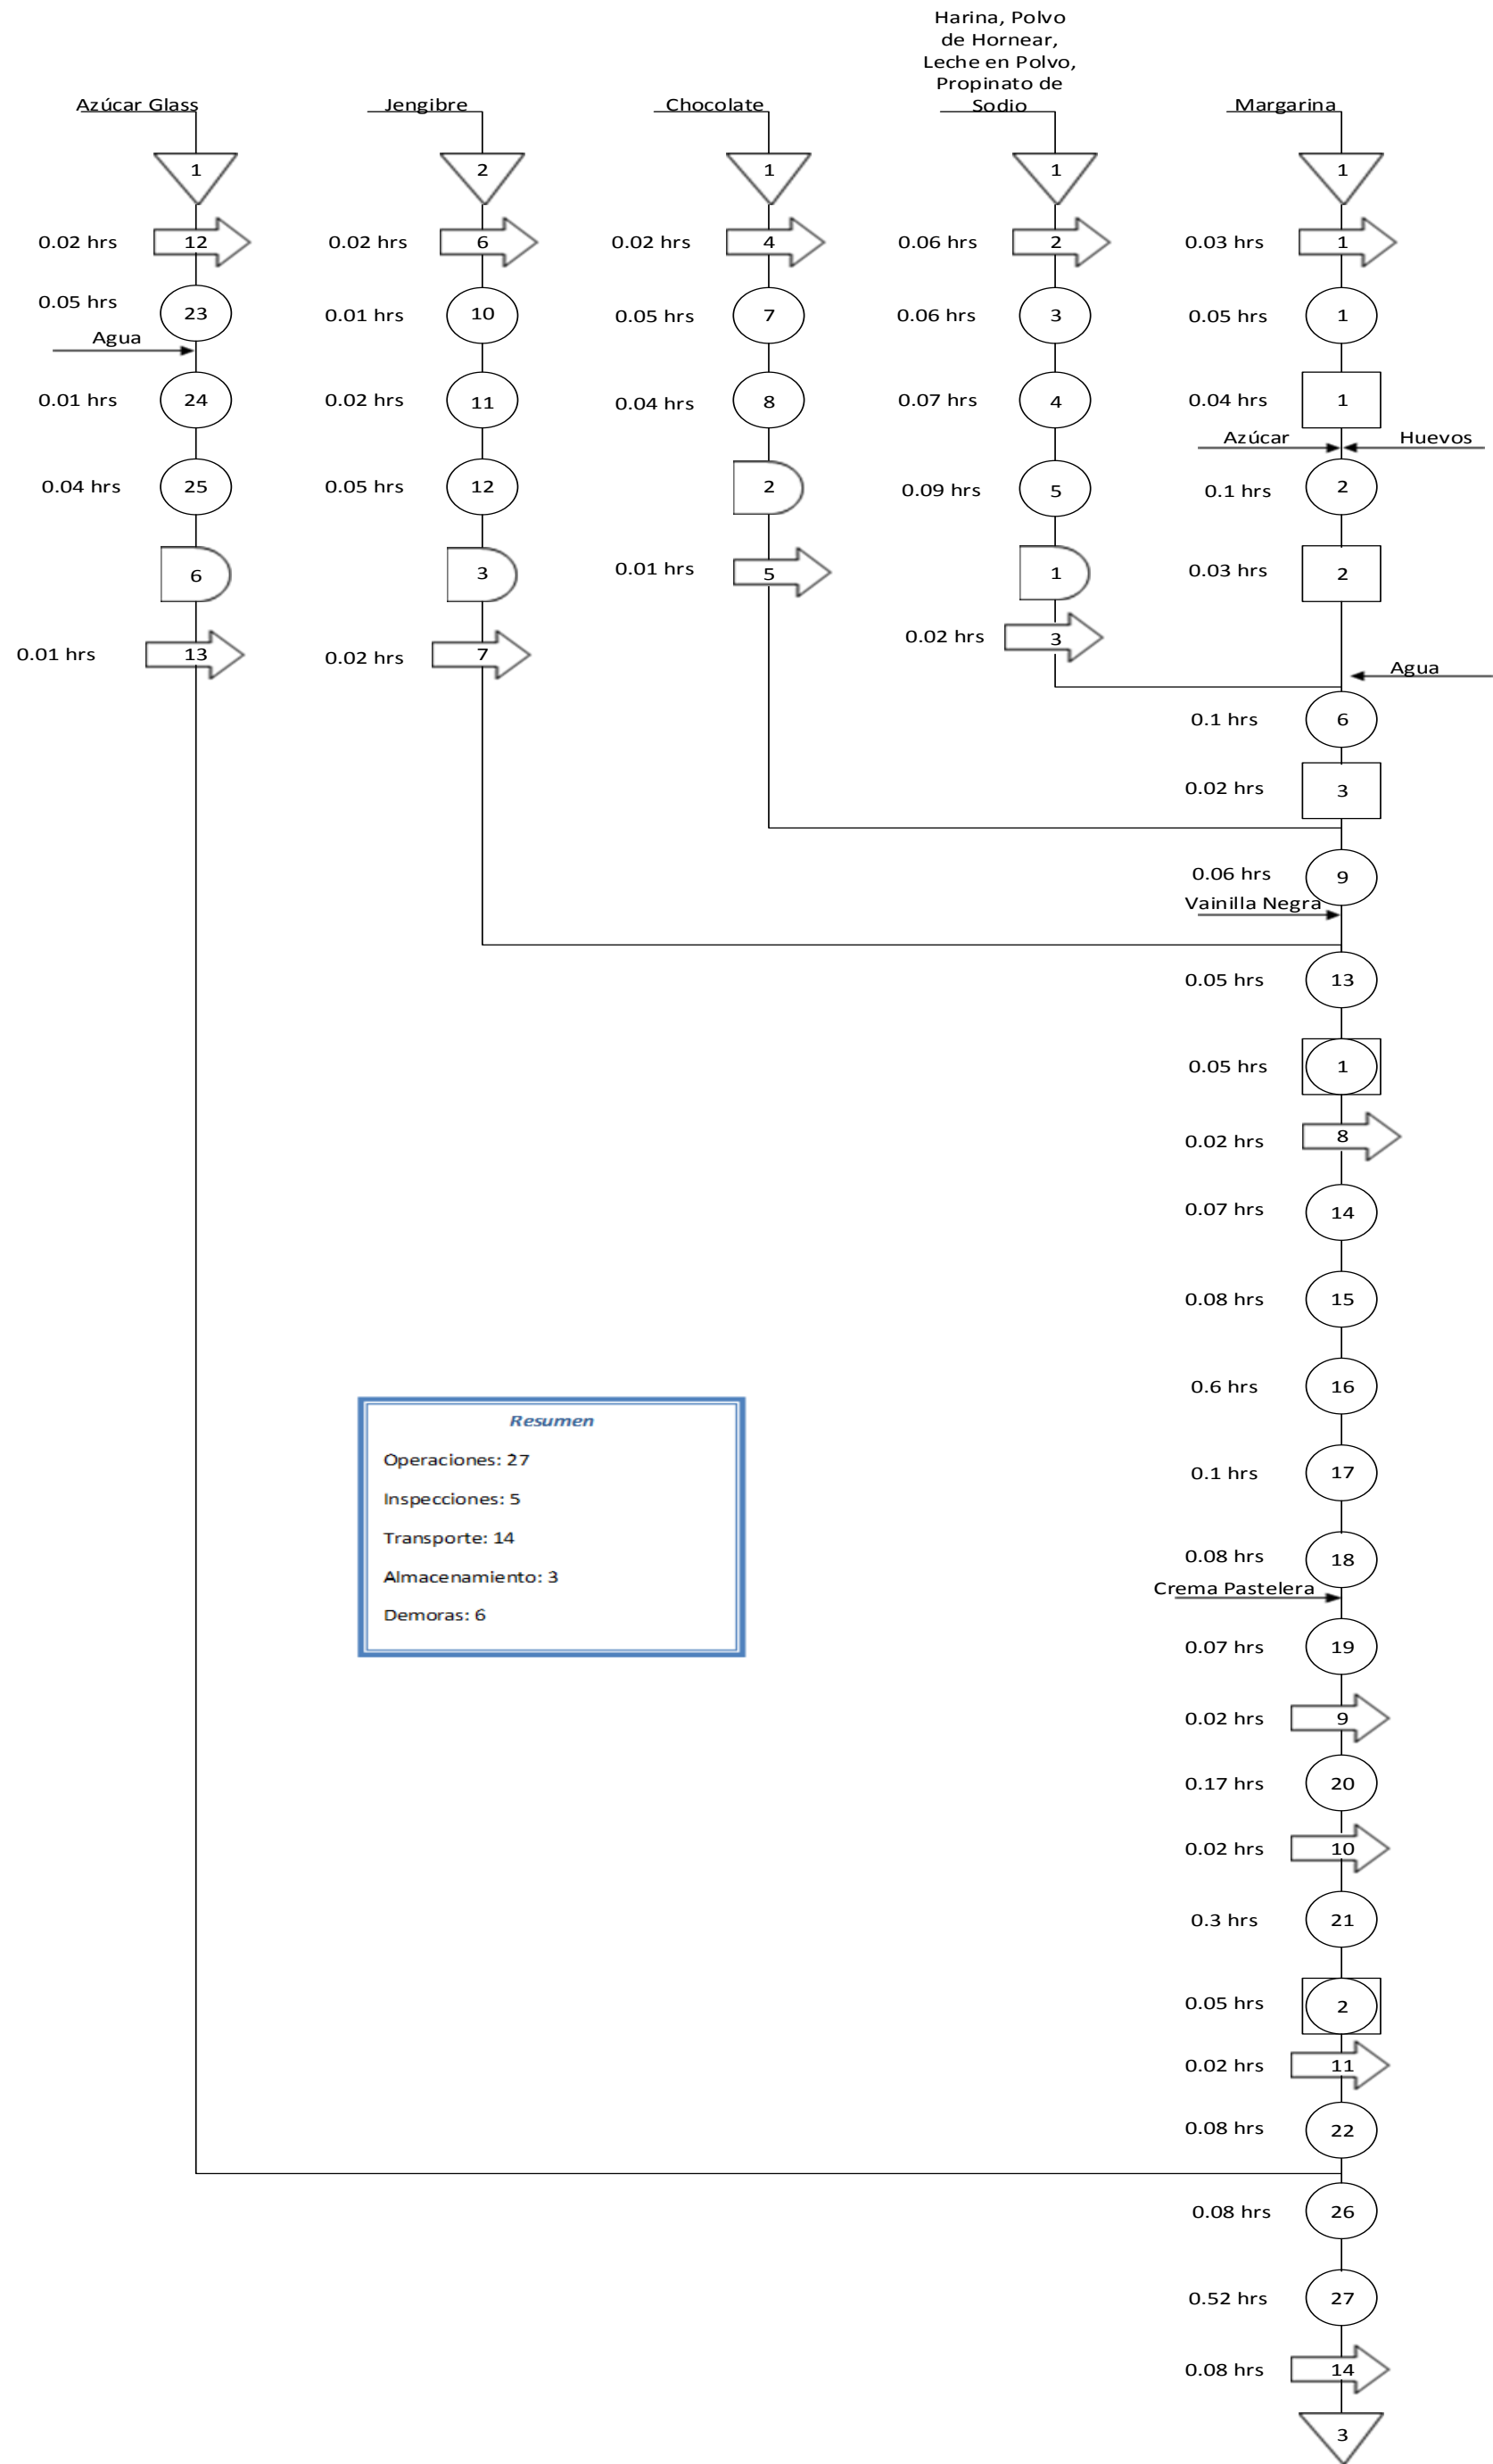 Harina, Polvo
de Hornear,
Leche en Polvo,
Propinato de
Sodio
Azúcar Glass
Jengibre
Chocolate
Margarina
1
2
1
1
1
0.02 hrs
12
0.02 hrs
6
0.02 hrs
4
0.06 hrs
2
0.03 hrs
1
0.05 hrs
23
0.01 hrs
10
0.05 hrs
7
0.06 hrs
3
0.05 hrs
1
Agua
0.01 hrs
24
0.02 hrs
11
0.04 hrs
8
0.07 hrs
4
0.04 hrs
1
Azúcar
Huevos
0.04 hrs
25
0.05 hrs
12
2
0.09 hrs
5
0.1 hrs
2
6
3
0.01 hrs
5
1
0.03 hrs
2
0.01 hrs
13
0.02 hrs
7
0.02 hrs
3
Agua
0.1 hrs
6
0.02 hrs
3
0.06 hrs
9
Vainilla Negra
0.05 hrs
13
0.05 hrs
1
0.02 hrs
8
0.07 hrs
14
0.08 hrs
15
0.6 hrs
16
0.1 hrs
17
0.08 hrs
18
Crema Pastelera
0.07 hrs
19
0.02 hrs
9
0.17 hrs
20
0.02 hrs
10
0.3 hrs
21
0.05 hrs
2
0.02 hrs
11
0.08 hrs
22
0.08 hrs
26
0.52 hrs
27
0.08 hrs
14
3
Resumen
Operaciones: 27
Inspecciones: 5
Transporte: 14
Almacenamiento: 3
Demoras: 6